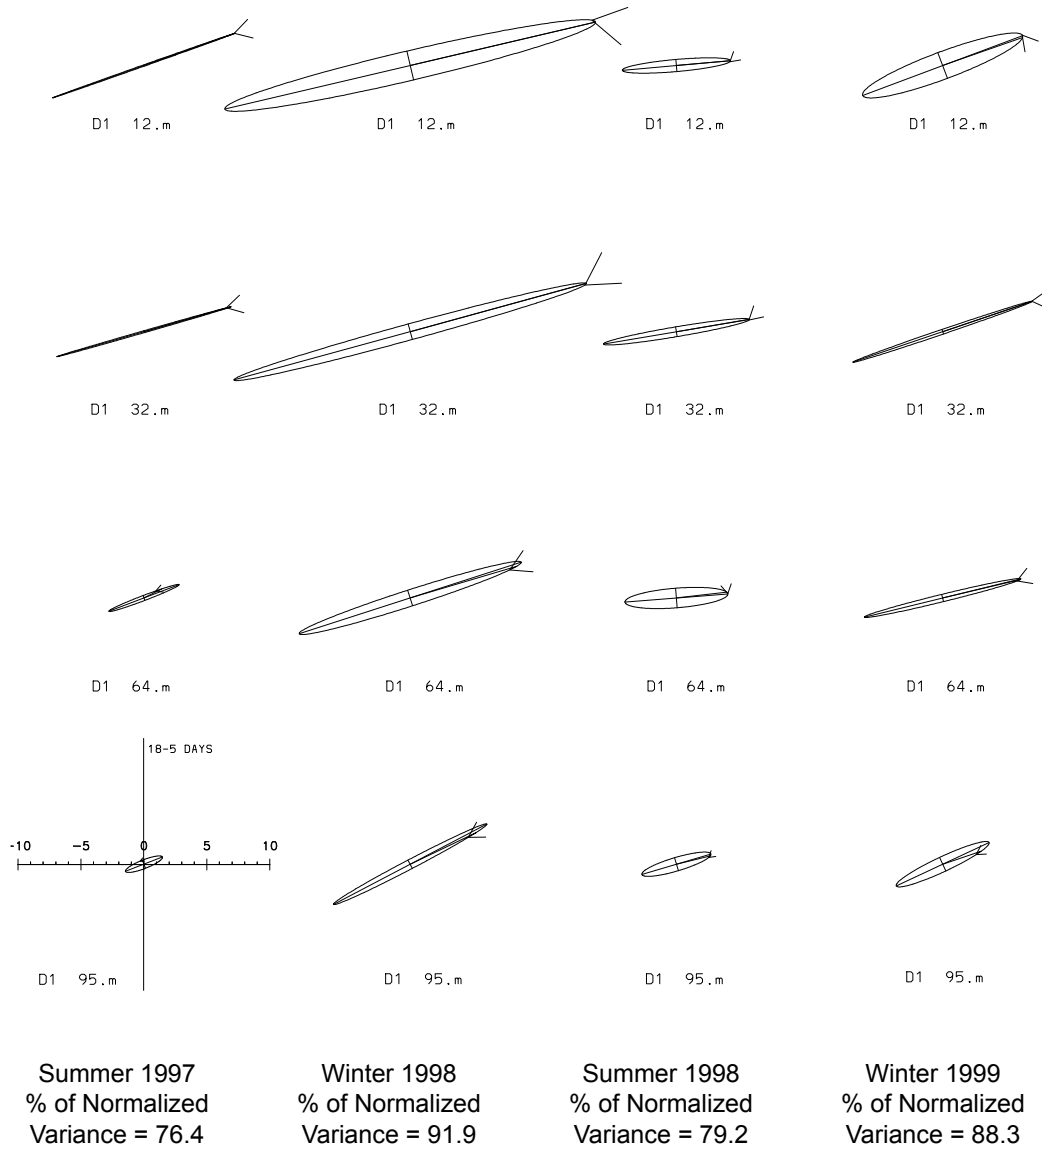 D1 12.m
D1 12.m
D1 12.m
D1 12.m
D1 32.m
D1 32.m
D1 32.m
D1 32.m
D1 64.m
D1 64.m
D1 64.m
D1 64.m
18-5 DAYS
-10 -5 0 5 10
D1 95.m
D1 95.m
D1 95.m
D1 95.m
Summer 1997
% of Normalized
Variance = 76.4
Winter 1998
% of Normalized
Variance = 91.9
Summer 1998
% of Normalized
Variance = 79.2
Winter 1999
% of Normalized
Variance = 88.3